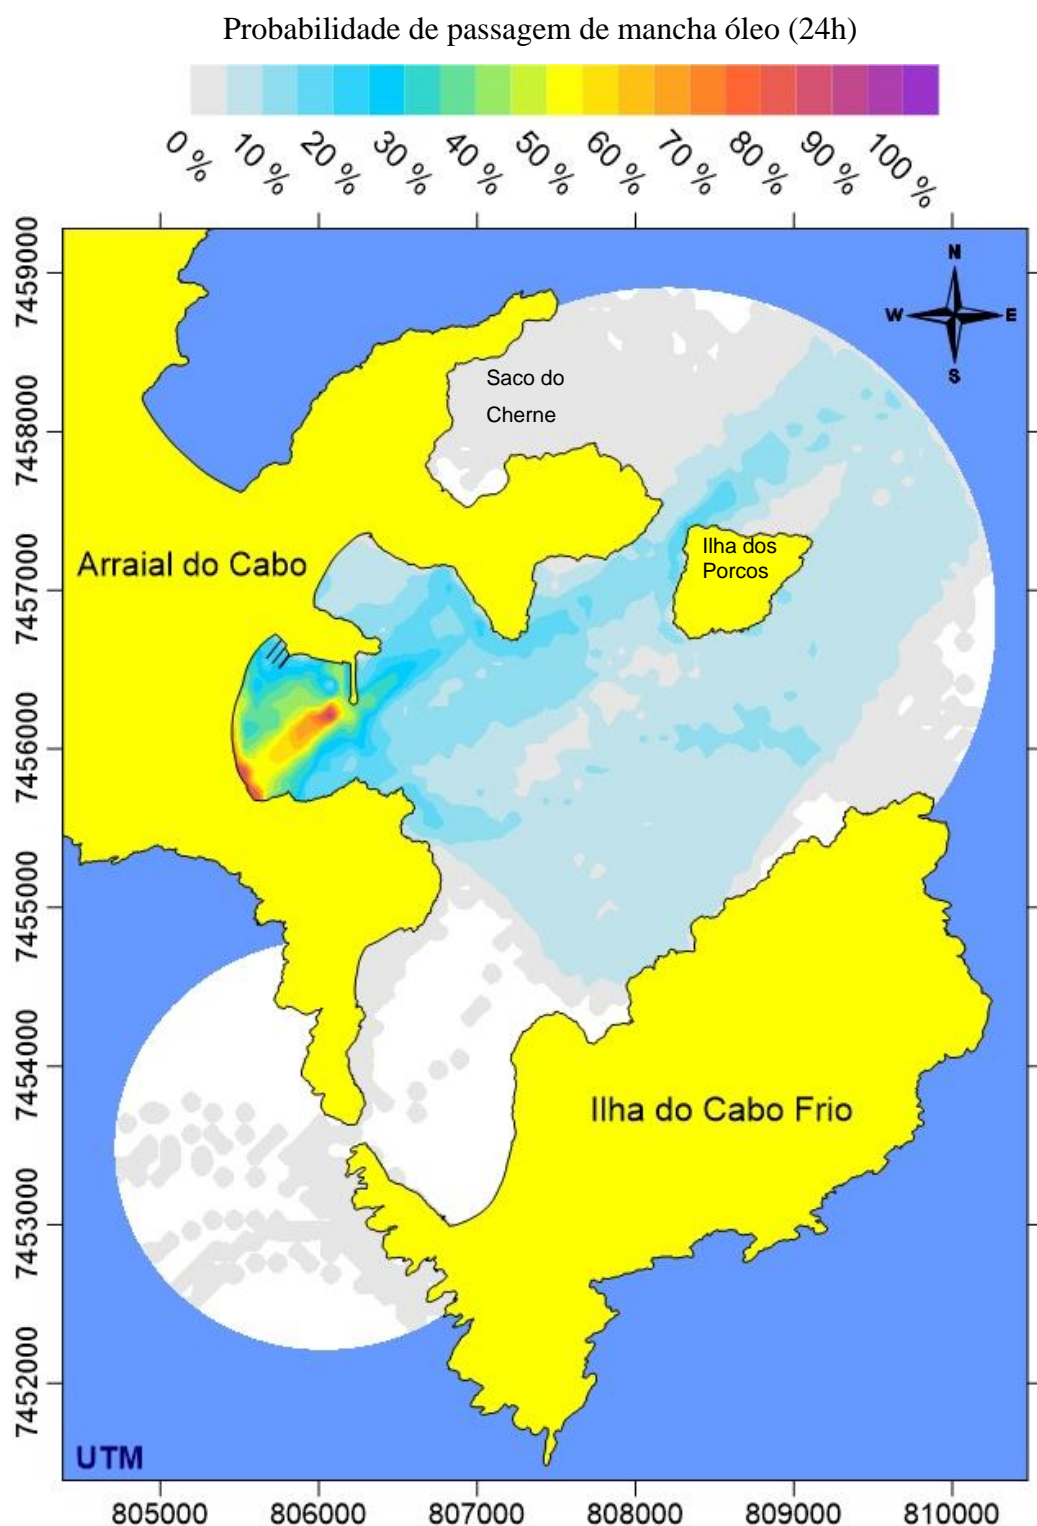 Probabilidade de passagem de mancha óleo (24h)
0 % 10 % 20 % 30 % 40 % 50 % 60 % 70 % 80 % 90 % 100 %
7459000
7458000
7457000
7456000
7455000
7454000
7453000
7452000
N
W E
S
Saco do
Cherne
Arraial do Cabo
Ilha dos
Porcos
Ilha do Cabo Frio
UTM
805000 806000 807000 808000 809000 810000